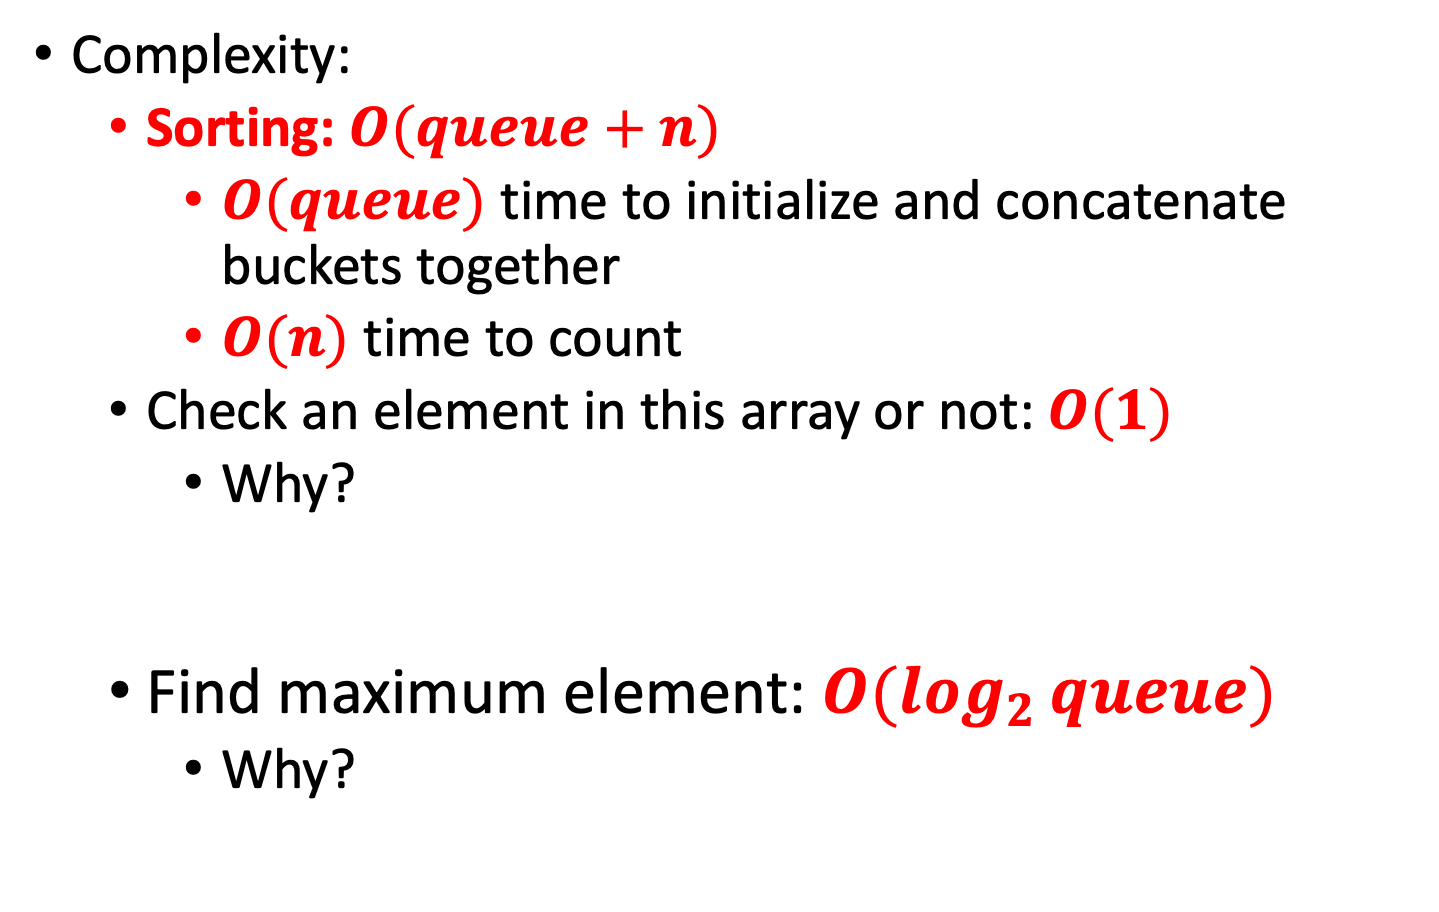 • Complexity:
• Sorting: O(queue + n)
• O(queue) time to initialize and concatenate
buckets together
• O(n) time to count
• Check an element in this array or not: O(1)
• Why?
• Find maximum element: O(log₂ queue)
• Why?